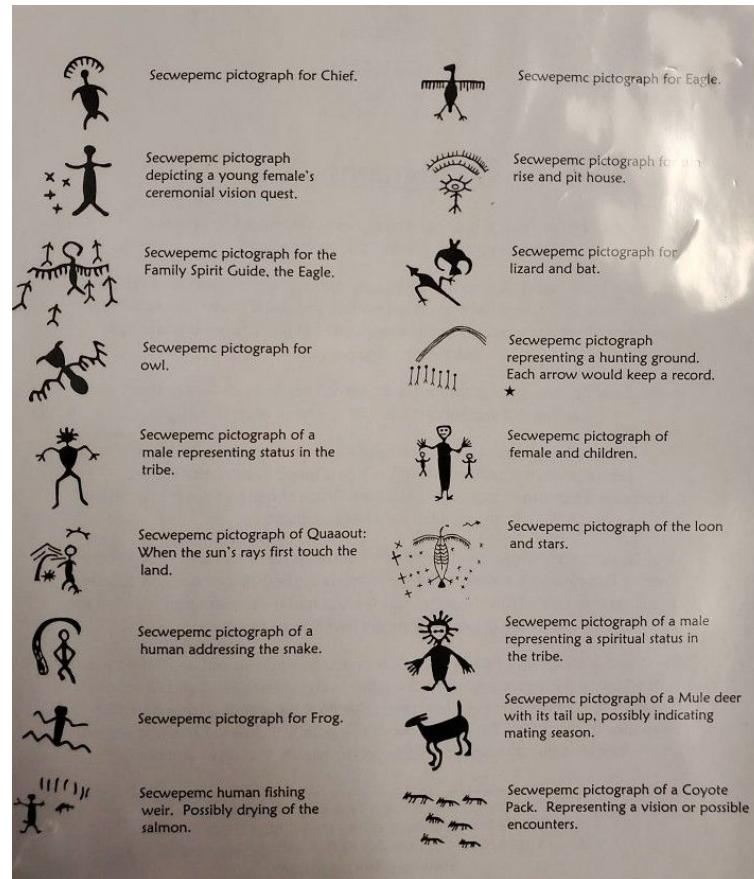 Secwepemc pictograph for Chief.
Secwepemc pictograph
depicting a young female's
ceremonial vision quest.
Secwepemc pictograph for the
Family Spirit Guide, the Eagle.
Secwepemc pictograph for
owl.
Secwepemc pictograph of a
male representing status in the
tribe.
Secwepemc pictograph of Quaaout:
When the sun's rays first touch the
land.
Secwepemc pictograph of a
human addressing the snake.
Secwepemc pictograph for Frog.
Secwepemc human fishing
weir. Possibly drying of the
salmon.
Secwepemc pictograph for Eagle.
Secwepemc pictograph for
rise and pit house.
Secwepemc pictograph for
lizard and bat.
Secwepemc pictograph
representing a hunting ground.
Each arrow would keep a record.
★
Secwepemc pictograph of
female and children.
Secwepemc pictograph of the loon
and stars.
Secwepemc pictograph of a male
representing a spiritual status in
the tribe.
Secwepemc pictograph of a Mule deer
with its tail up, possibly indicating
mating season.
Secwepemc pictograph of a Coyote
Pack. Representing a vision or possible
encounters.